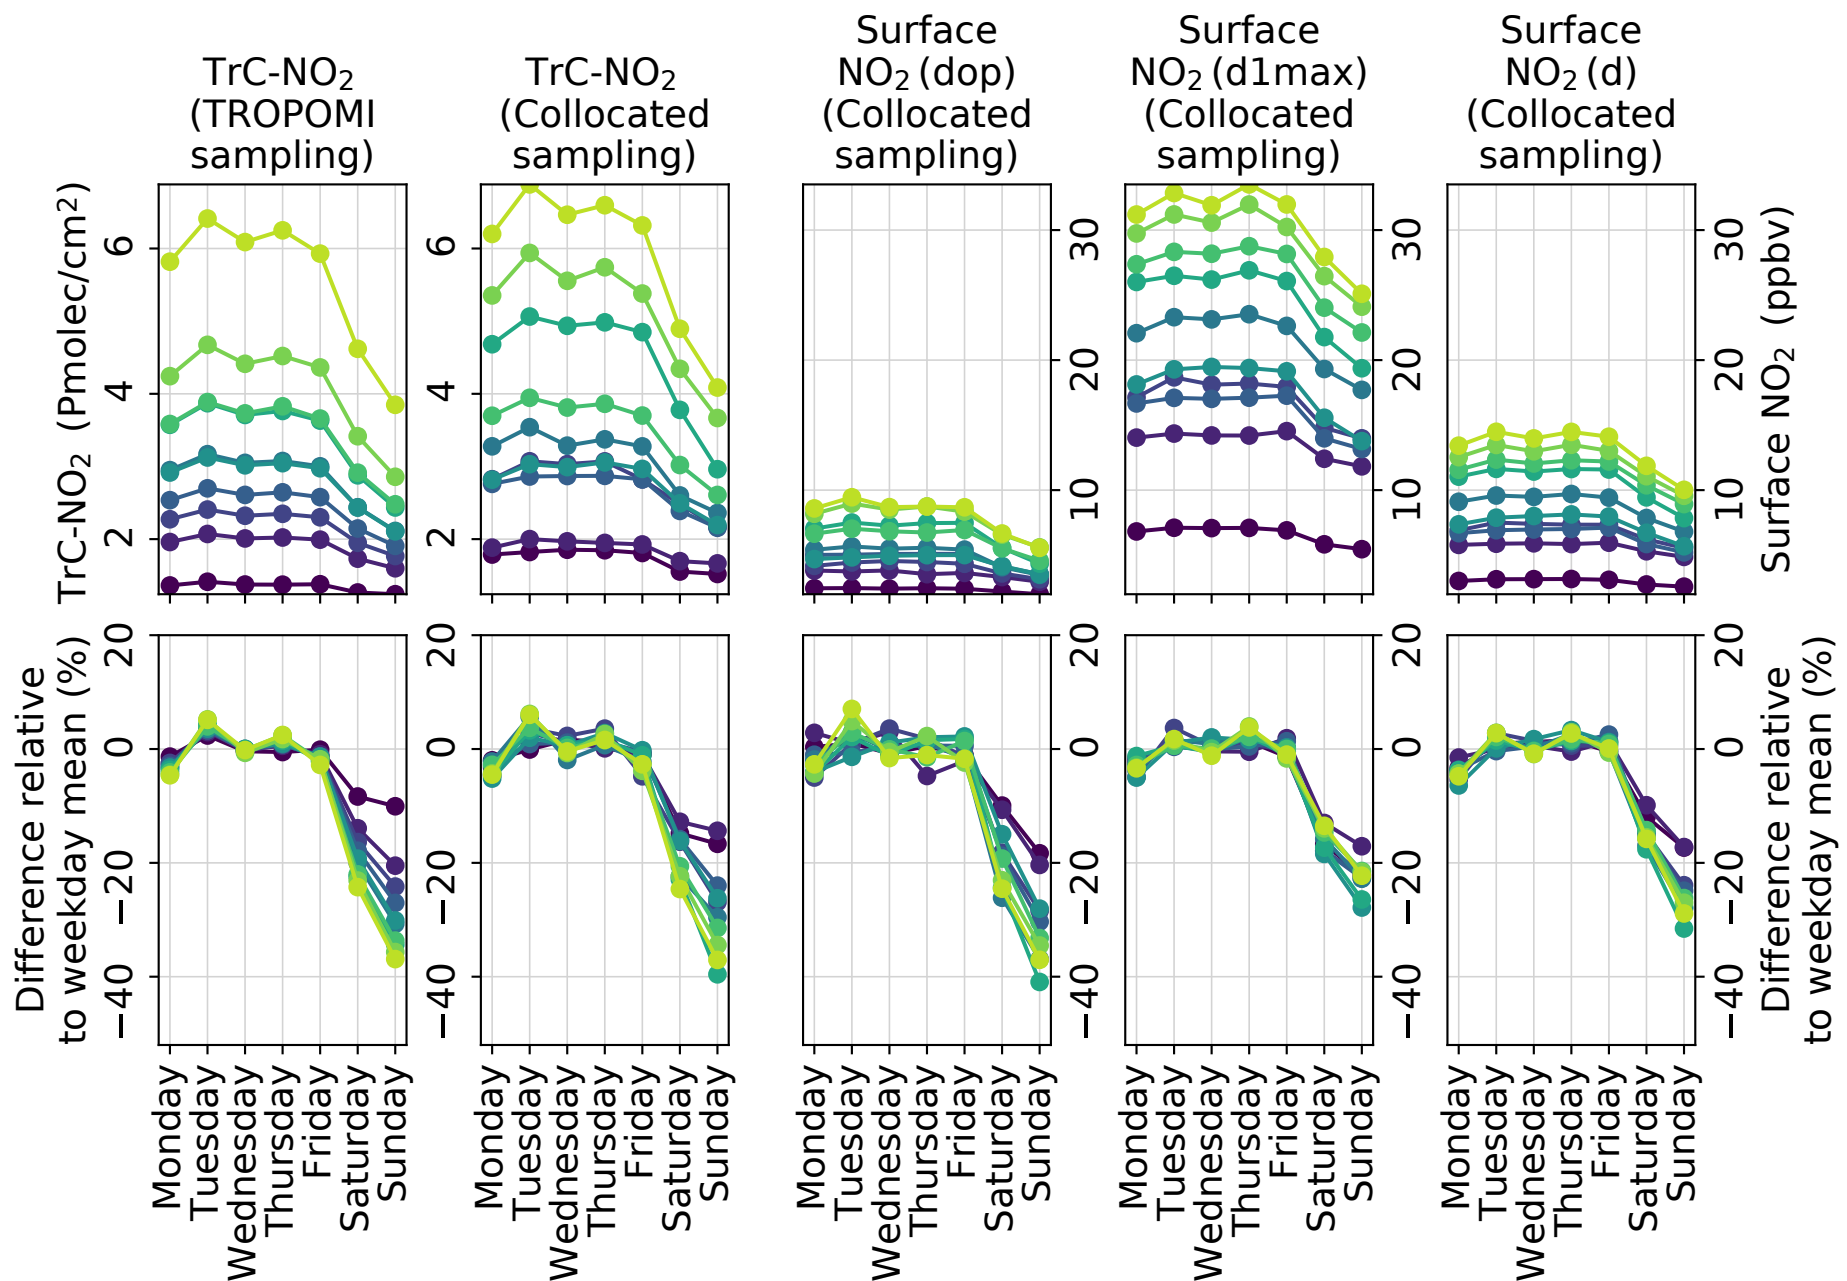 TrC-NO₂
(TROPOMI
sampling)
TrC-NO₂
(Collocated
sampling)
Surface
NO₂ (dop)
(Collocated
sampling)
Surface
NO₂ (d1max)
(Collocated
sampling)
Surface
NO₂ (d)
(Collocated
sampling)
TrC-NO₂ (Pmolec/cm²)
6
4
2
6
4
2
30
20
10
30
20
10
30
20
10
Surface NO₂ (ppbv)
Difference relative
to weekday mean (%)
20
0
−20
−40
20
0
−20
−40
20
0
−20
−40
20
0
−20
−40
20
0
−20
−40
Difference relative
to weekday mean (%)
Monday
Tuesday
Wednesday
Thursday
Friday
Saturday
Sunday
Monday
Tuesday
Wednesday
Thursday
Friday
Saturday
Sunday
Monday
Tuesday
Wednesday
Thursday
Friday
Saturday
Sunday
Monday
Tuesday
Wednesday
Thursday
Friday
Saturday
Sunday
Monday
Tuesday
Wednesday
Thursday
Friday
Saturday
Sunday